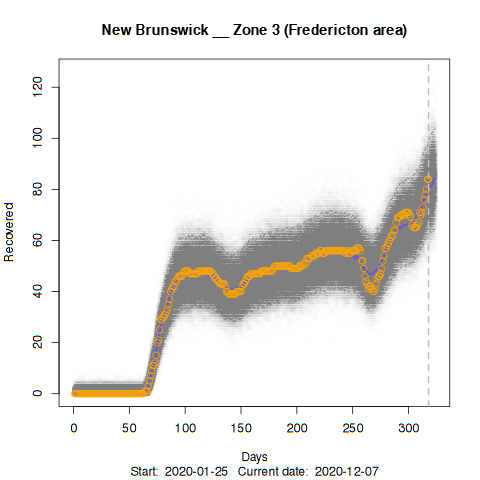 New Brunswick __ Zone 3 (Fredericton area)
120
100
80
60
40
20
0
Recovered
0 50 100 150 200 250 300
Days
Start: 2020-01-25 Current date: 2020-12-07